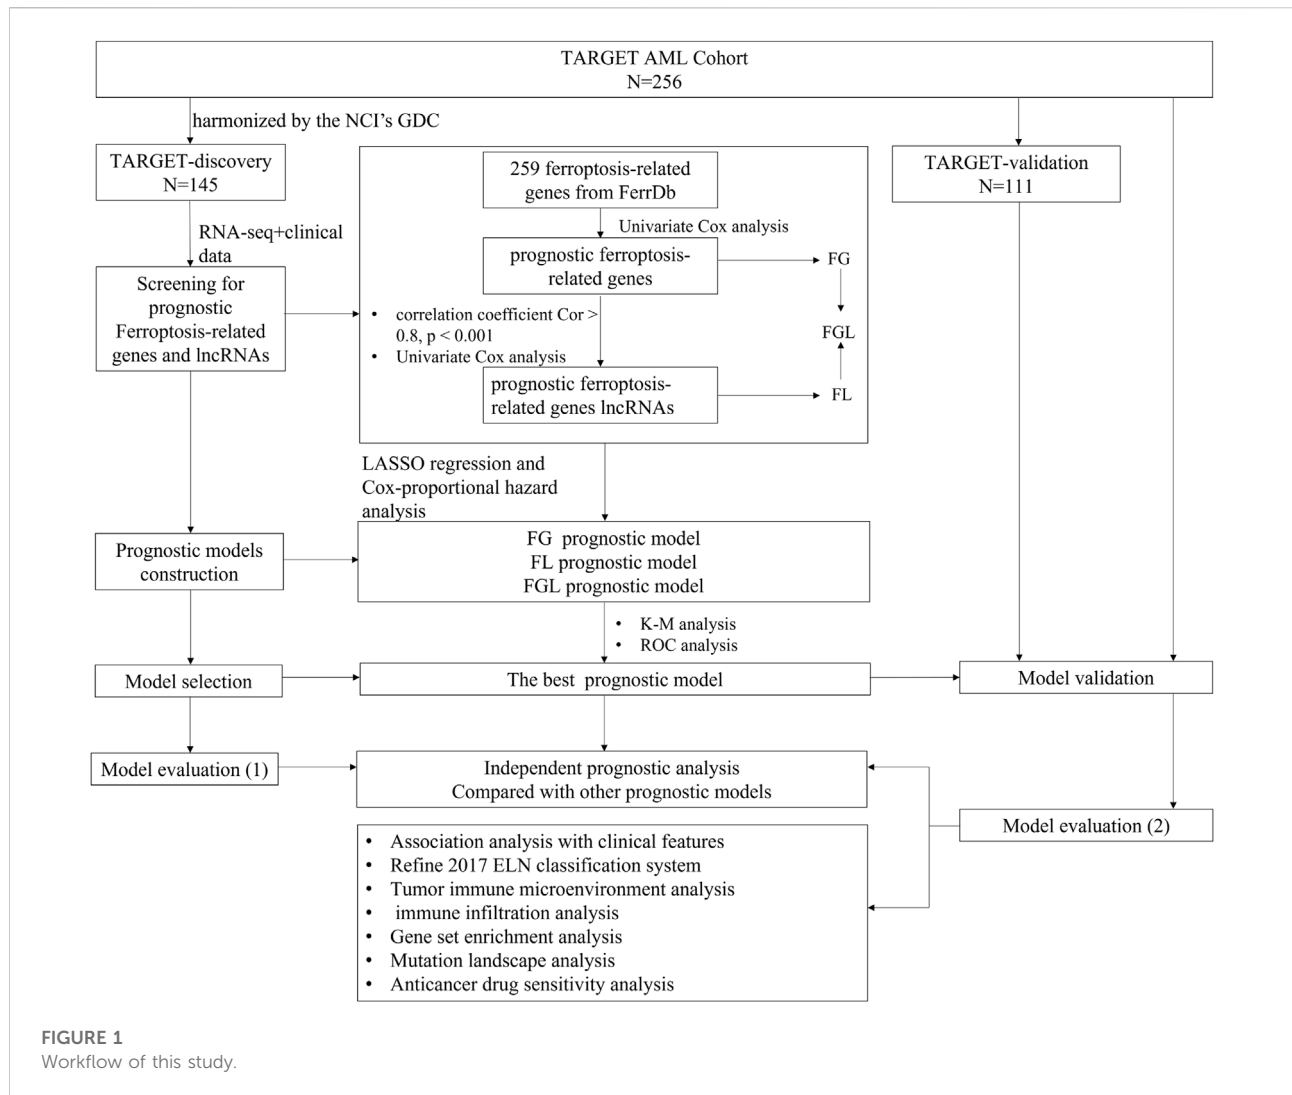 TARGET AML Cohort
N=256
harmonized by the NCI's GDC
TARGET-discovery
N=145
RNA-seq+clinical
data
Screening for
prognostic
Ferroptosis-related
genes and lncRNAs
259 ferroptosis-related
genes from FerrDb
Univariate Cox analysis
prognostic ferroptosis-
related genes
FG
• correlation coefficient Cor >
0.8, p < 0.001
• Univariate Cox analysis
FGL
prognostic ferroptosis-
related genes lncRNAs
FL
TARGET-validation
N=111
LASSO regression and
Cox-proportional hazard
analysis
Prognostic models
construction
FG prognostic model
FL prognostic model
FGL prognostic model
• K-M analysis
• ROC analysis
Model selection
The best prognostic model
Model validation
Model evaluation (1)
Independent prognostic analysis
Compared with other prognostic models
Model evaluation (2)
• Association analysis with clinical features
• Refine 2017 ELN classification system
• Tumor immune microenvironment analysis
• immune infiltration analysis
• Gene set enrichment analysis
• Mutation landscape analysis
• Anticancer drug sensitivity analysis
FIGURE 1
Workflow of this study.